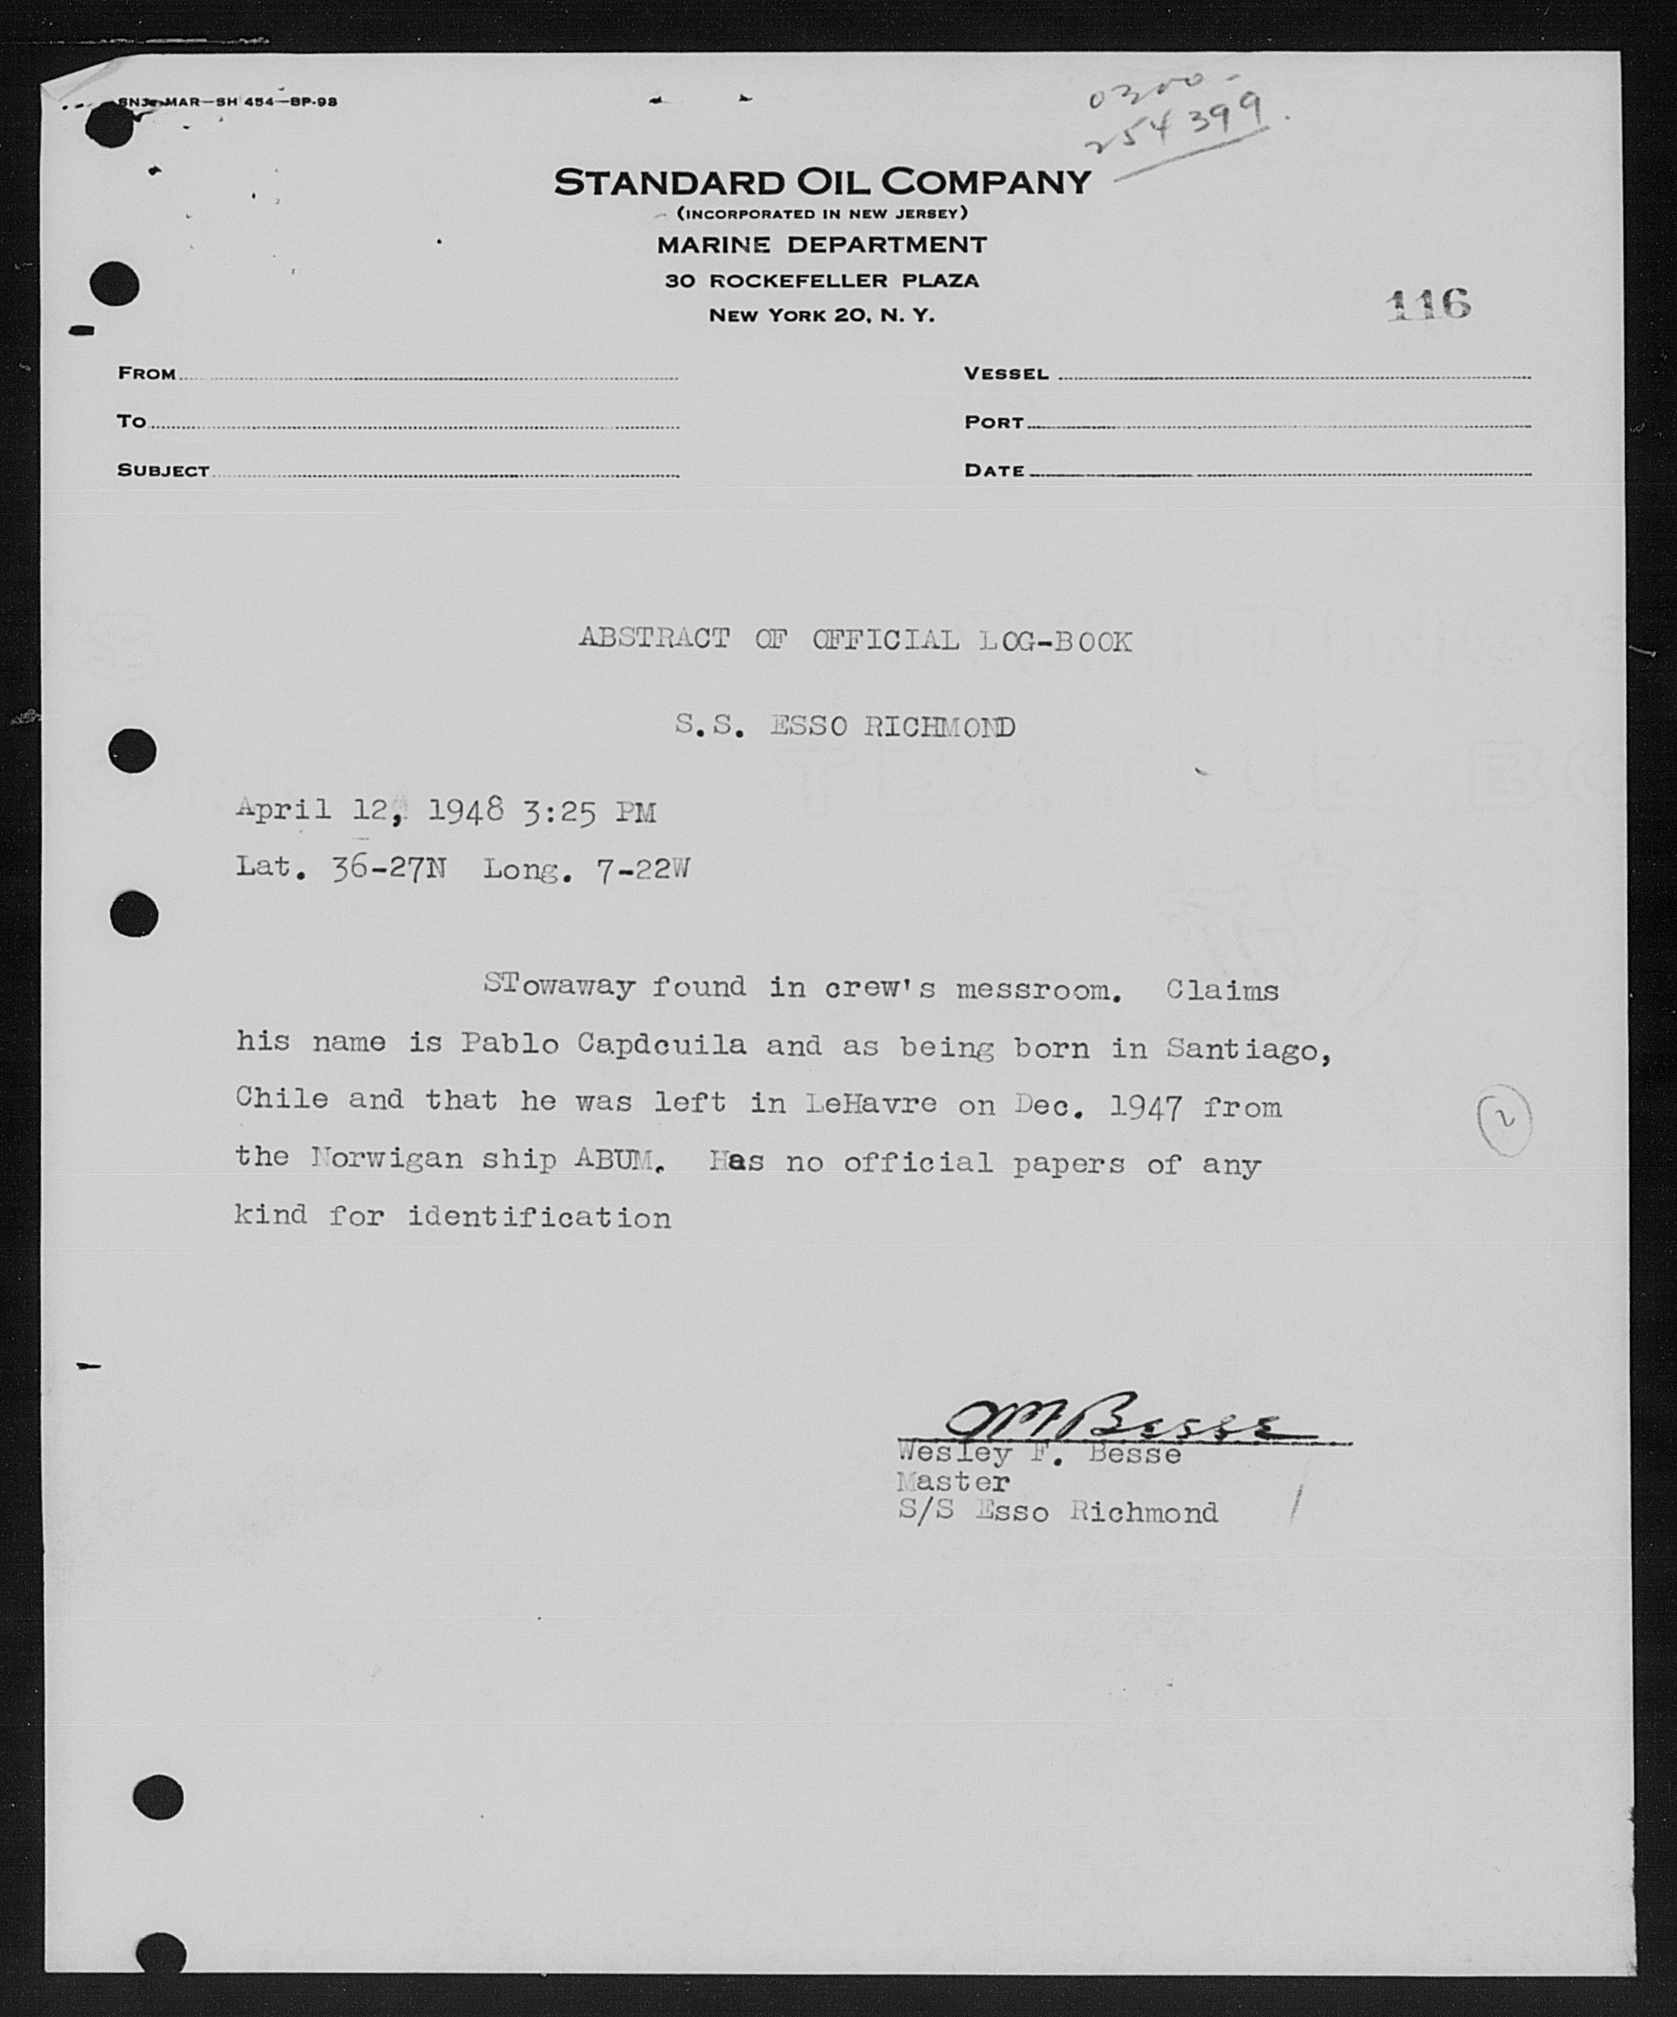 SNJ-MAR-SH 454-BP-98
0300-
254399
STANDARD OIL COMPANY
(INCORPORATED IN NEW JERSEY)
MARINE DEPARTMENT
30 ROCKEFELLER PLAZA
NEW YORK 20, N. Y.
116
FROM
VESSEL
TO
PORT
SUBJECT
DATE
ABSTRACT OF OFFICIAL LOG-BOOK
S.S. ESSO RICHMOND
April 12, 1948 3:25 PM
Lat. 36-27N Long. 7-22W
STowaway found in crew's messroom. Claims
his name is Pablo Capdcuila and as being born in Santiago,
Chile and that he was left in LeHavre on Dec. 1947 from
2
the Norwigan ship ABUM. Has no official papers of any
kind for identification
WF Besse
Wesley F. Besse
Master
S/S Esso Richmond